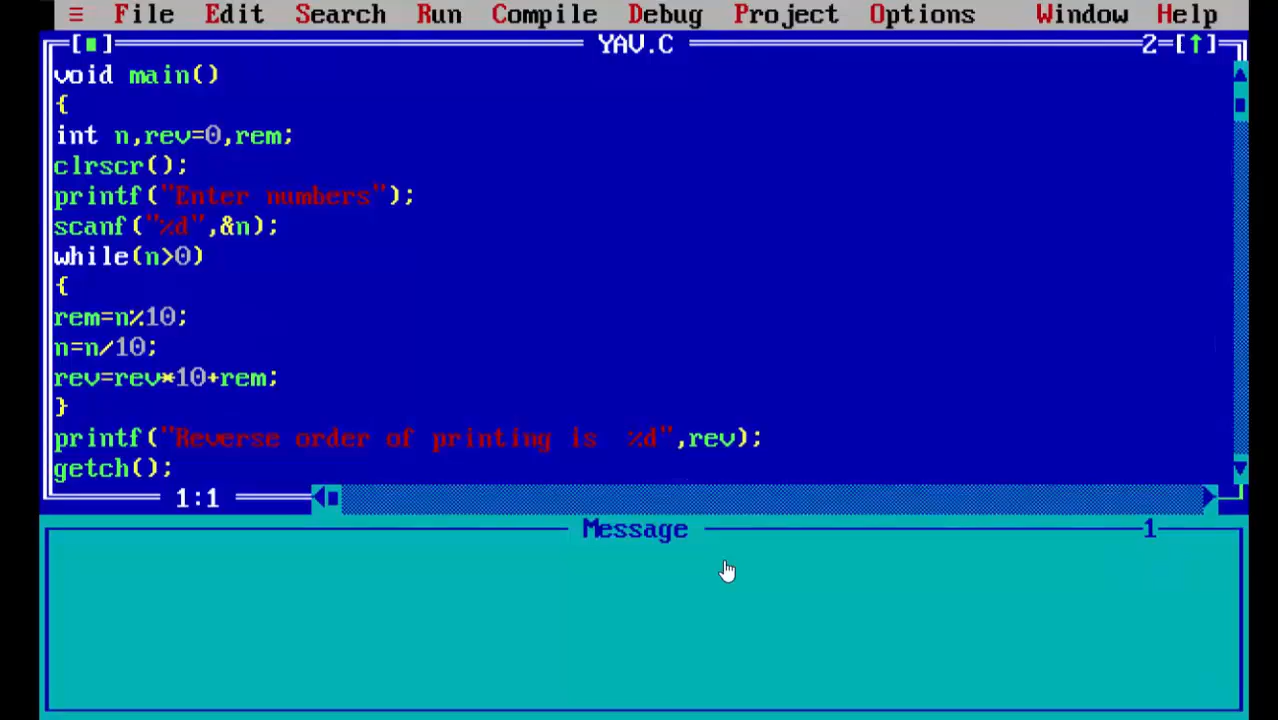 ≡ File Edit Search Run Compile Debug Project Options Window Help
[■] YAV.C 2=[↑]
void main()
{
int n,rev=0,rem;
clrscr();
printf("Enter numbers");
scanf("%d",&n);
while(n>0)
{
rem=n%10;
n=n/10;
rev=rev*10+rem;
}
printf("Reverse order of printing is  %d",rev);
getch();
1:1
Message 1